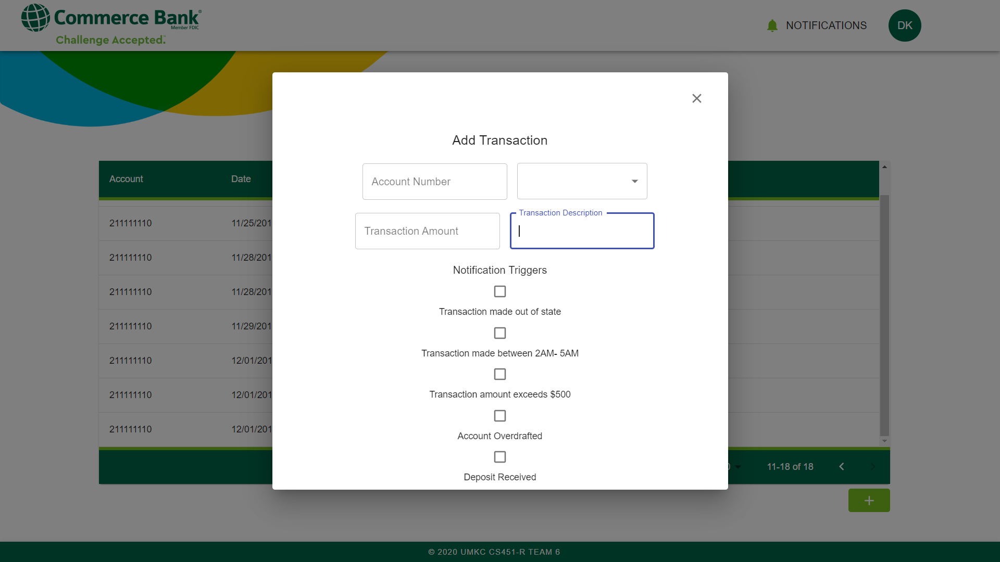 Commerce Bank®
Member FDIC
Challenge Accepted.™
NOTIFICATIONS
DK
Add Transaction
Account Number
Transaction Amount
Transaction Description
Notification Triggers
Transaction made out of state
Transaction made between 2AM- 5AM
Transaction amount exceeds $500
Account Overdrafted
Deposit Received
Account Date
211111110 11/25/201
211111110 11/28/201
211111110 11/28/201
211111110 11/29/201
211111110 12/01/201
211111110 12/01/201
211111110 12/01/201
11-18 of 18
+
© 2020 UMKC CS451-R TEAM 6